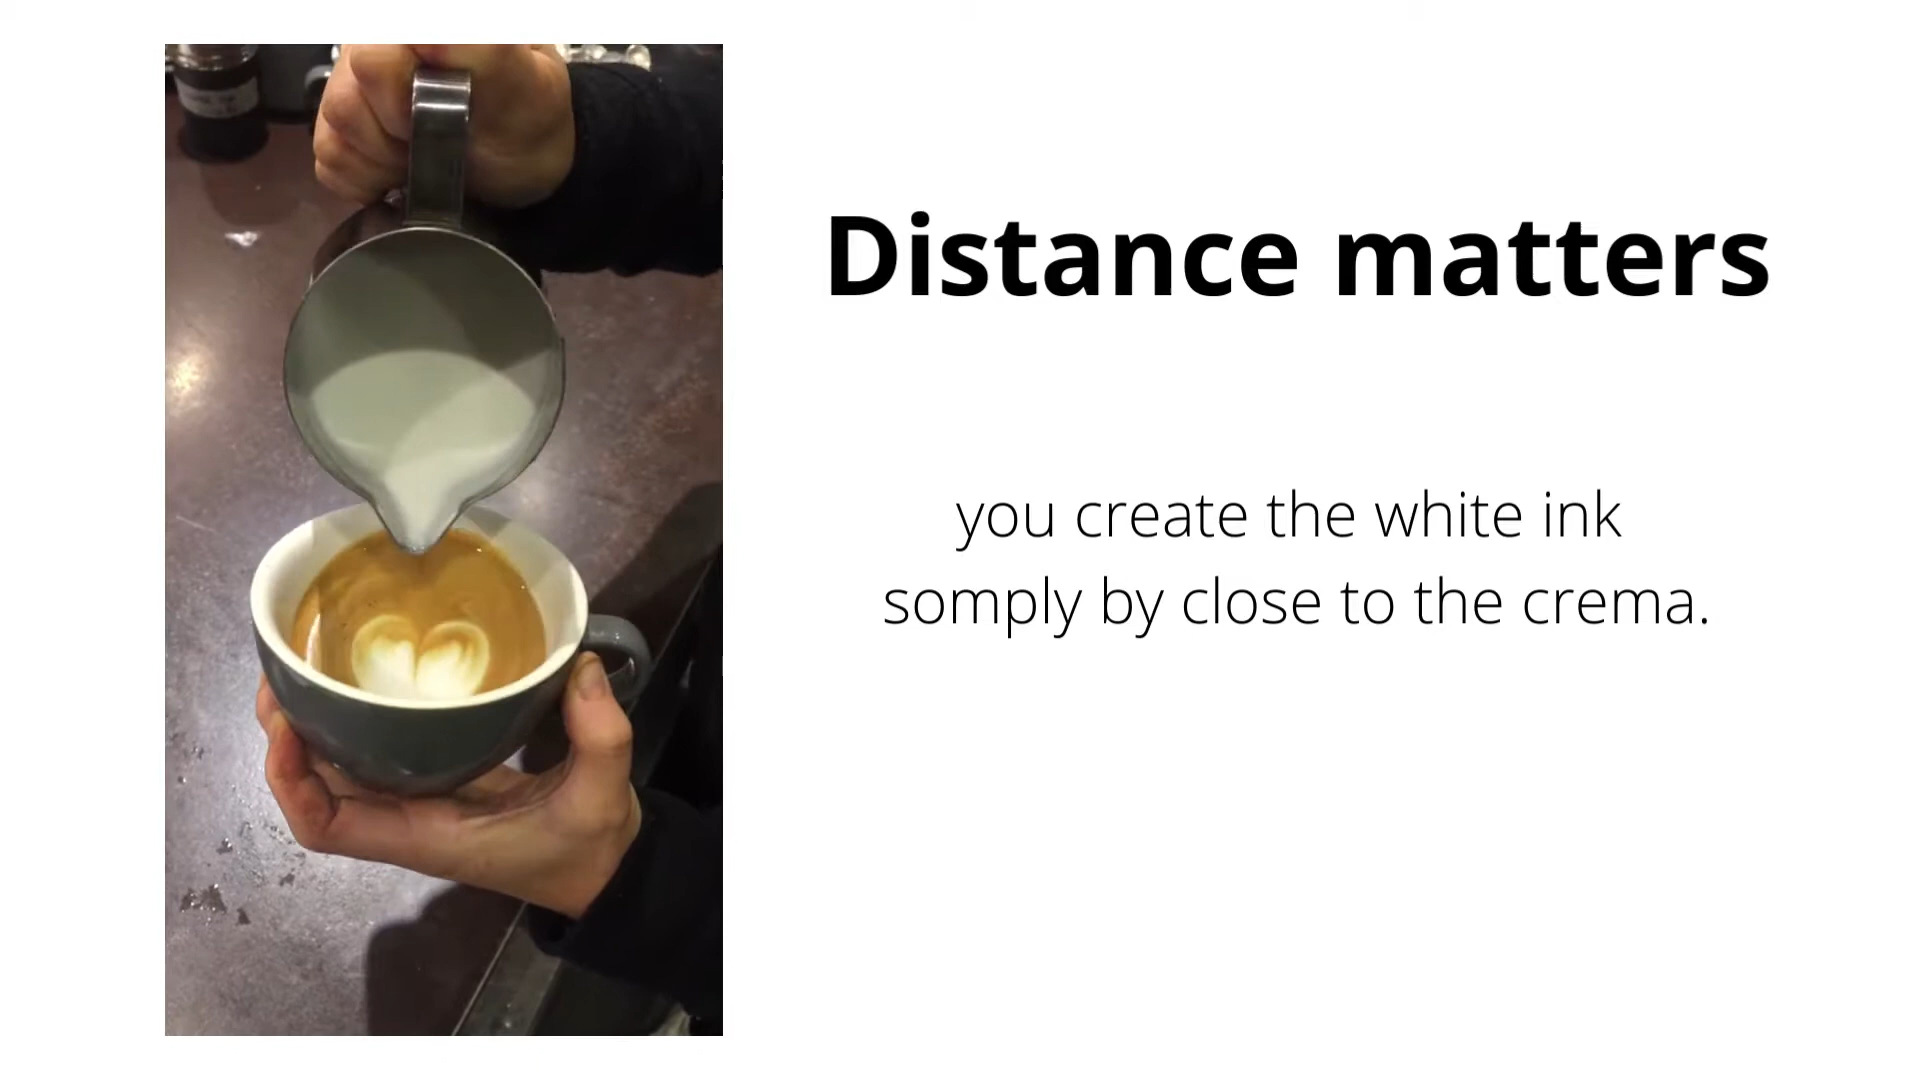 Distance matters
you create the white ink
somply by close to the crema.